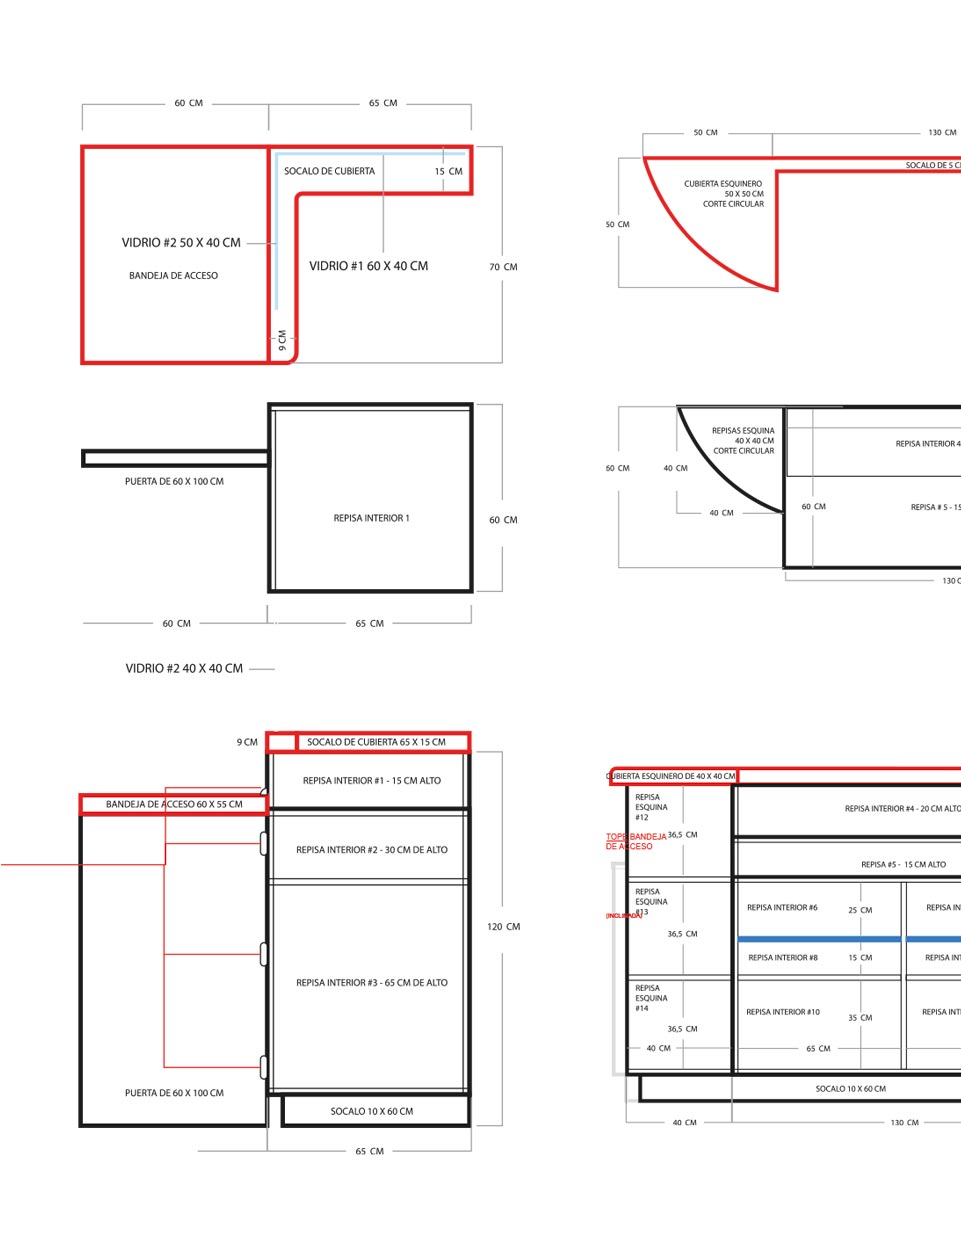 60 CM
65 CM
SOCALO DE CUBIERTA
15 CM
VIDRIO #2 50 X 40 CM
VIDRIO #1 60 X 40 CM
BANDEJA DE ACCESO
70 CM
9 CM
50 CM
130 CM
SOCALO DE 5 C
CUBIERTA ESQUINERO
50 X 50 CM
CORTE CIRCULAR
50 CM
PUERTA DE 60 X 100 CM
REPISA INTERIOR 1
60 CM
60 CM
65 CM
REPISAS ESQUINA
40 X 40 CM
CORTE CIRCULAR
REPISA INTERIOR 4
60 CM
40 CM
40 CM
60 CM
REPISA # 5 - 15
130 C
VIDRIO #2 40 X 40 CM
9 CM
SOCALO DE CUBIERTA 65 X 15 CM
REPISA INTERIOR #1 - 15 CM ALTO
BANDEJA DE ACCESO 60 X 55 CM
REPISA INTERIOR #2 - 30 CM DE ALTO
120 CM
REPISA INTERIOR #3 - 65 CM DE ALTO
PUERTA DE 60 X 100 CM
SOCALO 10 X 60 CM
65 CM
CUBIERTA ESQUINERO DE 40 X 40 CM
REPISA
ESQUINA
#12
REPISA INTERIOR #4 - 20 CM ALTO
36,5 CM
TOPE BANDEJA
DE ACCESO
REPISA #5 - 15 CM ALTO
REPISA
ESQUINA
#13
(INCLINADA)
REPISA INTERIOR #6
25 CM
REPISA IN
36,5 CM
REPISA INTERIOR #8
15 CM
REPISA INT
REPISA
ESQUINA
#14
REPISA INTERIOR #10
35 CM
REPISA INT
36,5 CM
40 CM
65 CM
SOCALO 10 X 60 CM
40 CM
130 CM